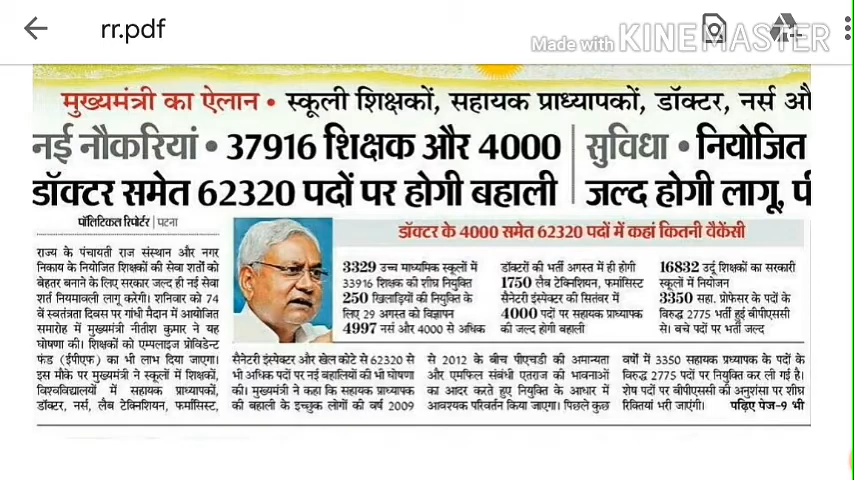 rr.pdf
Made with KINEMASTER
मुख्यमंत्री का ऐलान • स्कूली शिक्षकों, सहायक प्राध्यापकों, डॉक्टर, नर्स औ
नई नौकरियां • 37916 शिक्षक और 4000
डॉक्टर समेत 62320 पदों पर होगी बहाली
सुविधा • नियोजित
जल्द होगी लागू, पी
पॉलिटिकल रिपोर्टर | पटना
राज्य के पंचायती राज संस्थान और नगर
निकाय के नियोजित शिक्षकों की सेवा शर्तों को
बेहतर बनाने के लिए सरकार जल्द ही नई सेवा
शर्त नियमावली लागू करेगी। शनिवार को 74
वें स्वतंत्रता दिवस पर गांधी मैदान में आयोजित
समारोह में मुख्यमंत्री नीतीश कुमार ने यह
घोषणा की। शिक्षकों को एम्पलाइज प्रोविडेन्ट
फंड (ईपीएफ) का भी लाभ दिया जाएगा।
इस मौके पर मुख्यमंत्री ने स्कूलों में शिक्षकों,
विश्वविद्यालयों में सहायक प्राध्यापकों,
डॉक्टर, नर्स, लैब टेक्निशियन, फर्मासिस्ट,
डॉक्टर के 4000 समेत 62320 पदों में कहां कितनी वैकेंसी
3329 उच्च माध्यमिक स्कूलों में
33916 शिक्षक की शीघ्र नियुक्ति
250 खिलाड़ियों की नियुक्ति के
लिए 29 अगस्त को विज्ञापन
4997 नर्स और 4000 से अधिक
डॉक्टरों की भर्ती अगस्त में ही होगी
1750 लैब टेक्निशियन, फर्मासिस्ट
सैनेटरी इंस्पेक्टर की सितंबर में
4000 पदों पर सहायक प्राध्यापक
की जल्द होगी बहाली
16832 उर्दू शिक्षकों का सरकारी
स्कूलों में नियोजन
3350 सहा. प्रोफेसर के पदों के
विरुद्ध 2775 भर्ती हुई बीपीएससी
से। बचे पदों पर भर्ती जल्द
सैनेटरी इंस्पेक्टर और खेल कोटे से 62320 से
भी अधिक पदों पर नई बहालियों की भी घोषणा
की। मुख्यमंत्री ने कहा कि सहायक प्राध्यापक
की बहाली के इच्छुक लोगों की वर्ष 2009
से 2012 के बीच पीएचडी की अमान्यता
और एमफिल संबंधी एतराज की भावनाओं
का आदर करते हुए नियुक्ति के आधार में
आवश्यक परिवर्तन किया जाएगा। पिछले कुछ
वर्षों में 3350 सहायक प्रध्यापक के पदों के
विरुद्ध 2775 पदों पर नियुक्ति कर ली गई है।
शेष पदों पर बीपीएससी की अनुशंसा पर शीघ्र
रिक्तियां भरी जाएंगी। पढ़िए पेज-9 भी